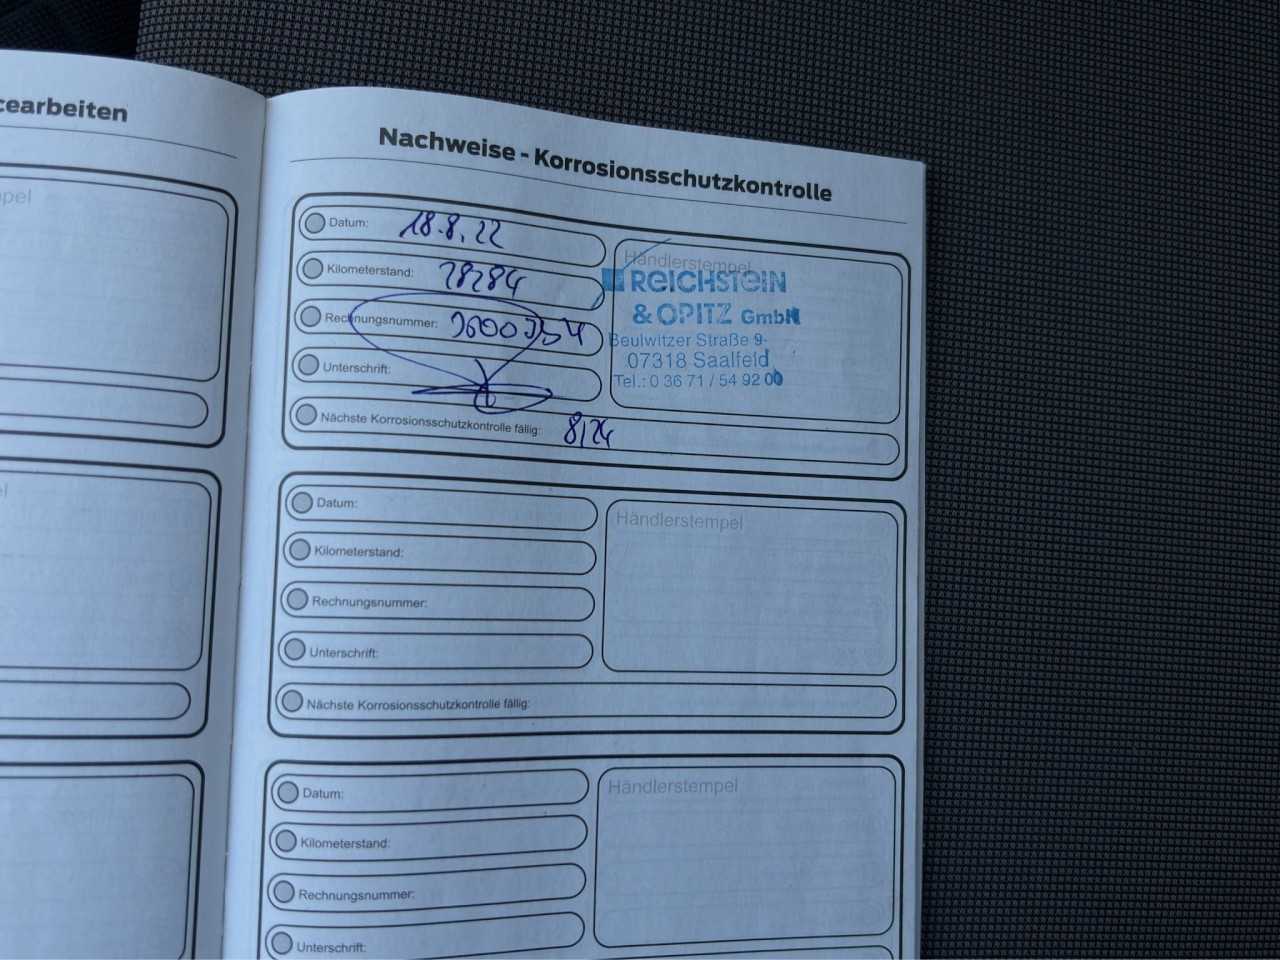 cearbeiten
pel
Nachweise - Korrosionsschutzkontrolle
Datum: 18.8.22
Kilometerstand: 28284
Rechnungsnummer:
Unterschrift:
Nächste Korrosionsschutzkontrolle fällig: 8/24
Händlerstempel
REICHSTEIN
& OPITZ GmbH
Beulwitzer Straße 9
07318 Saalfeld
Tel.: 0 36 71 / 54 92 00
Datum:
Kilometerstand:
Rechnungsnummer:
Unterschrift:
Nächste Korrosionsschutzkontrolle fällig:
Händlerstempel
Datum:
Kilometerstand:
Rechnungsnummer:
Unterschrift:
Händlerstempel